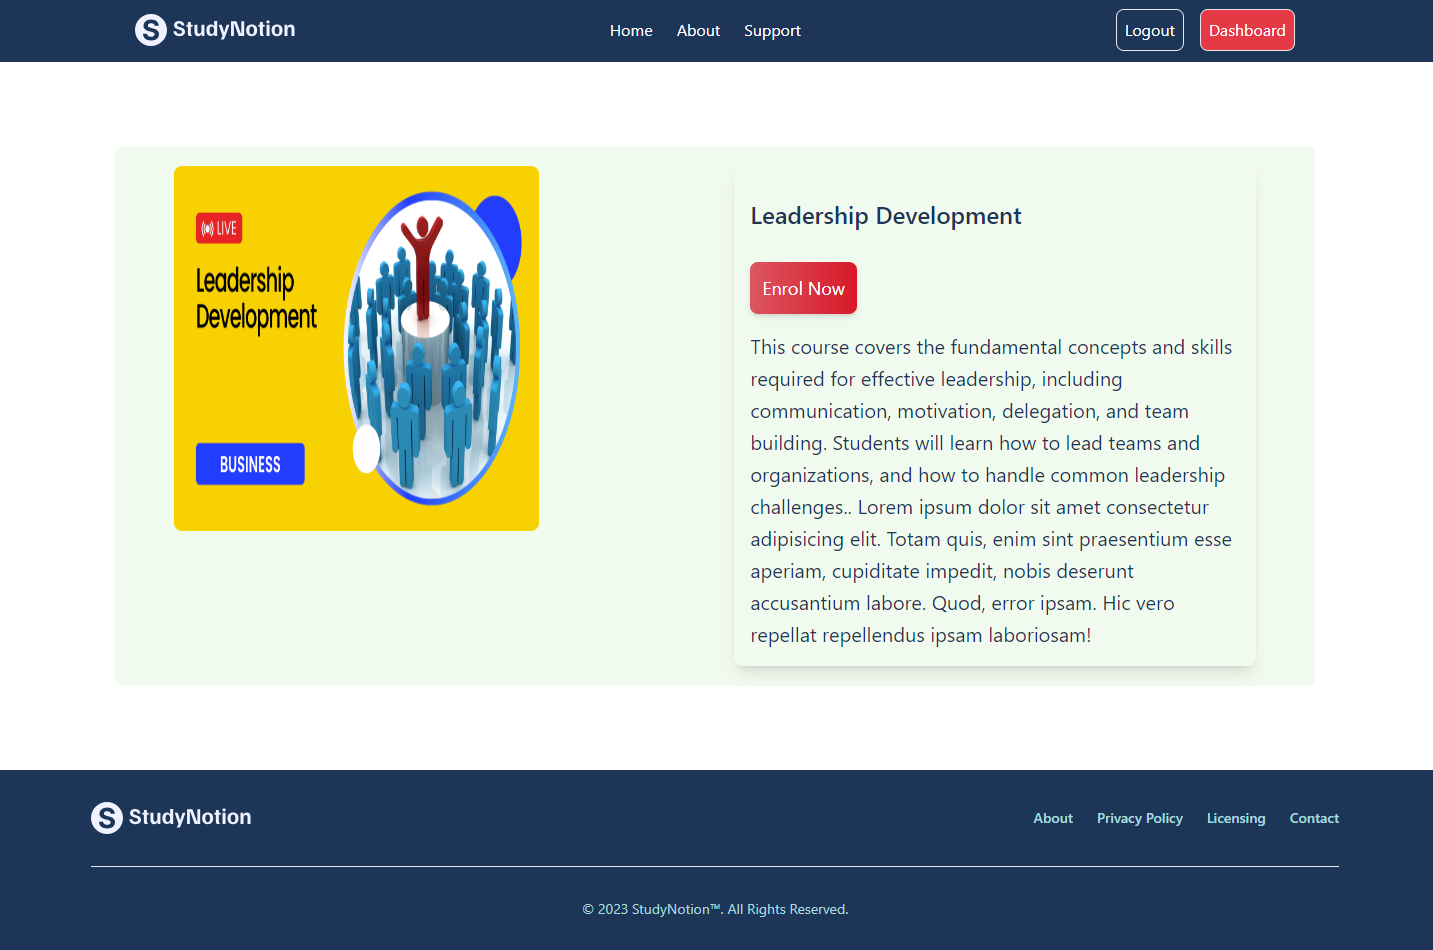 StudyNotion
Home About Support
Logout Dashboard
LIVE
Leadership
Development
BUSINESS
Leadership Development
Enrol Now
This course covers the fundamental concepts and skills
required for effective leadership, including
communication, motivation, delegation, and team
building. Students will learn how to lead teams and
organizations, and how to handle common leadership
challenges.. Lorem ipsum dolor sit amet consectetur
adipisicing elit. Totam quis, enim sint praesentium esse
aperiam, cupiditate impedit, nobis deserunt
accusantium labore. Quod, error ipsam. Hic vero
repellat repellendus ipsam laboriosam!
StudyNotion
About Privacy Policy Licensing Contact
© 2023 StudyNotion™. All Rights Reserved.